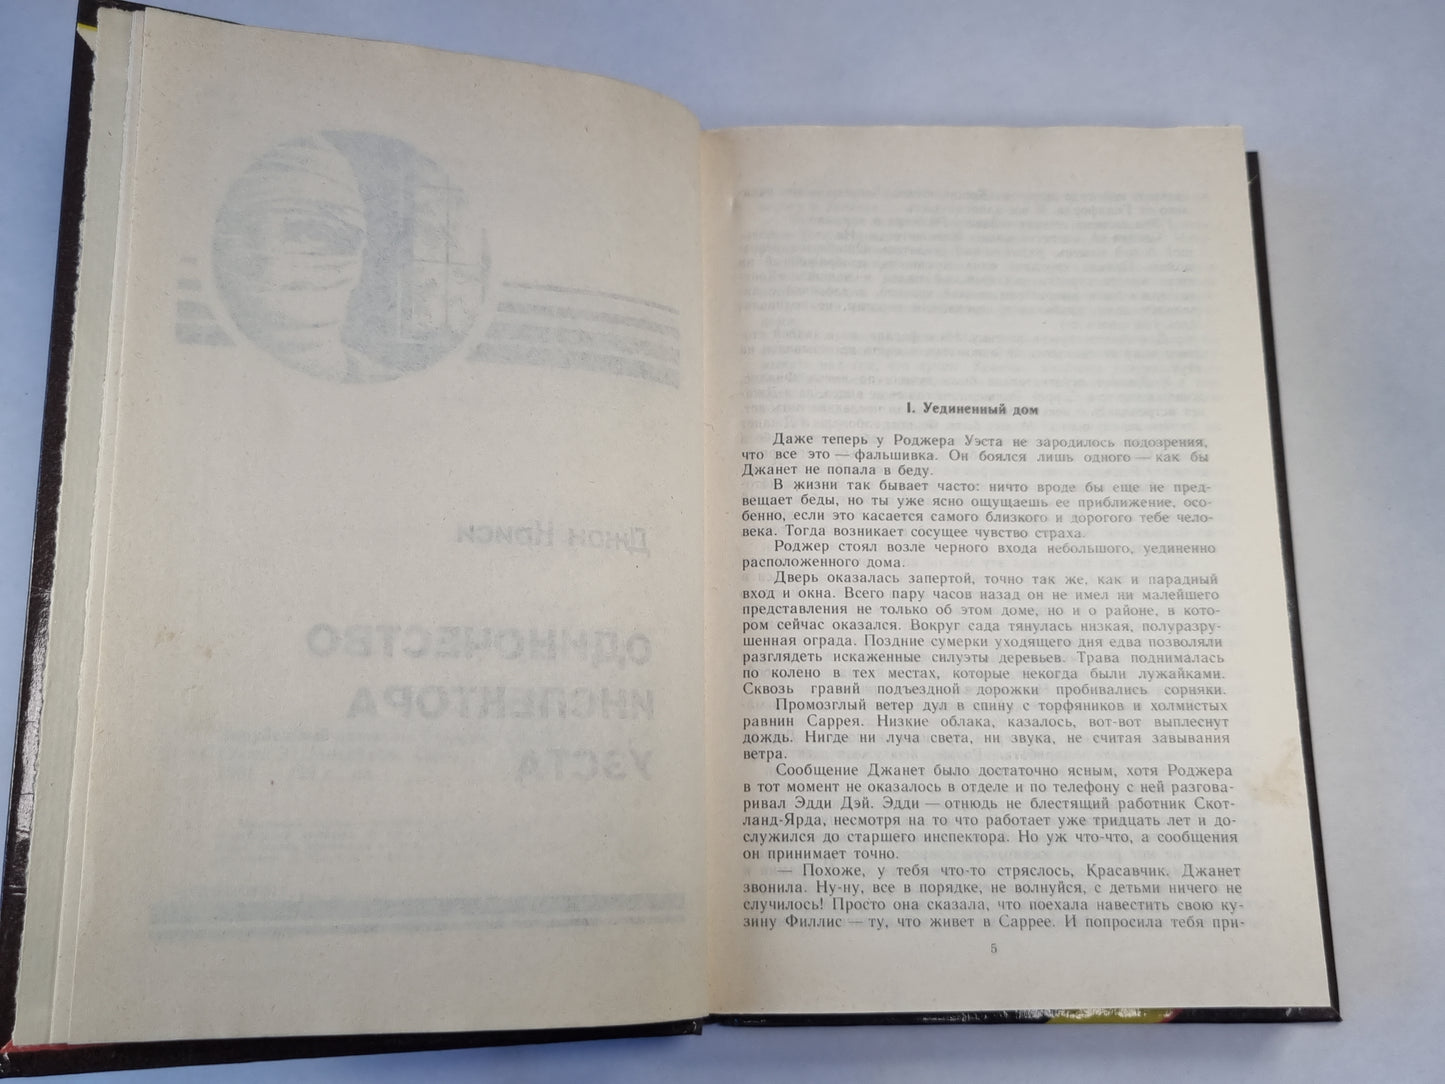 Джон Криси
ОДИНОЧЕСТВО
ИНСПЕКТОРА
УЭСТА
I. Уединенный дом
Даже теперь у Роджера Уэста не зародилось подозрения,
что все это — фальшивка. Он боялся лишь одного — как бы
Джанет не попала в беду.
В жизни так бывает часто: ничто вроде бы еще не пред-
вещает беды, но ты уже ясно ощущаешь ее приближение, осо-
бенно, если это касается самого близкого и дорогого тебе чело-
века. Тогда возникает сосущее чувство страха.
Роджер стоял возле черного входа небольшого, уединенно
расположенного дома.
Дверь оказалась запертой, точно так же, как и парадный
вход и окна. Всего пару часов назад он не имел ни малейшего
представления не только об этом доме, но и о районе, в кото-
ром сейчас оказался. Вокруг сада тянулась низкая, полуразру-
шенная ограда. Поздние сумерки уходящего дня едва позволяли
разглядеть искаженные силуэты деревьев. Трава поднималась
по колено в тех местах, которые некогда были лужайками.
Сквозь гравий подъездной дорожки пробивались сорняки.
Промозглый ветер дул в спину с торфяников и холмистых
равнин Саррея. Низкие облака, казалось, вот-вот выплеснут
дождь. Нигде ни луча света, ни звука, не считая завывания
ветра.
Сообщение Джанет было достаточно ясным, хотя Роджера
в тот момент не оказалось в отделе и по телефону с ней разгова-
ривал Эдди Дэй. Эдди — отнюдь не блестящий работник Скот-
ланд-Ярда, несмотря на то что работает уже тридцать лет и до-
служился до старшего инспектора. Но уж что-что, а сообщения
он принимает точно.
— Похоже, у тебя что-то стряслось, Красавчик. Джанет
звонила. Ну-ну, все в порядке, не волнуйся, с детьми ничего не
случилось! Просто она сказала, что поехала навестить свою ку-
зину Филлис — ту, что живет в Саррее. И попросила тебя при-
5